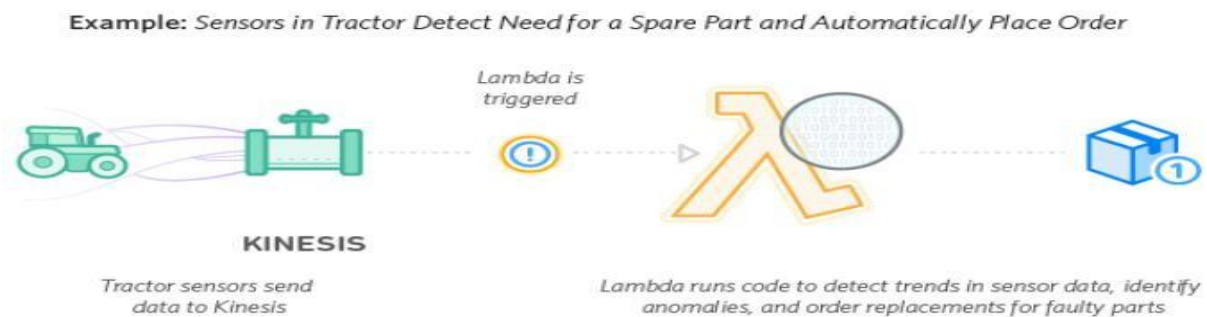 Example: Sensors in Tractor Detect Need for a Spare Part and Automatically Place Order
Lambda is
triggered
1
KINESIS
Tractor sensors send
data to Kinesis
Lambda runs code to detect trends in sensor data, identify
anomalies, and order replacements for faulty parts